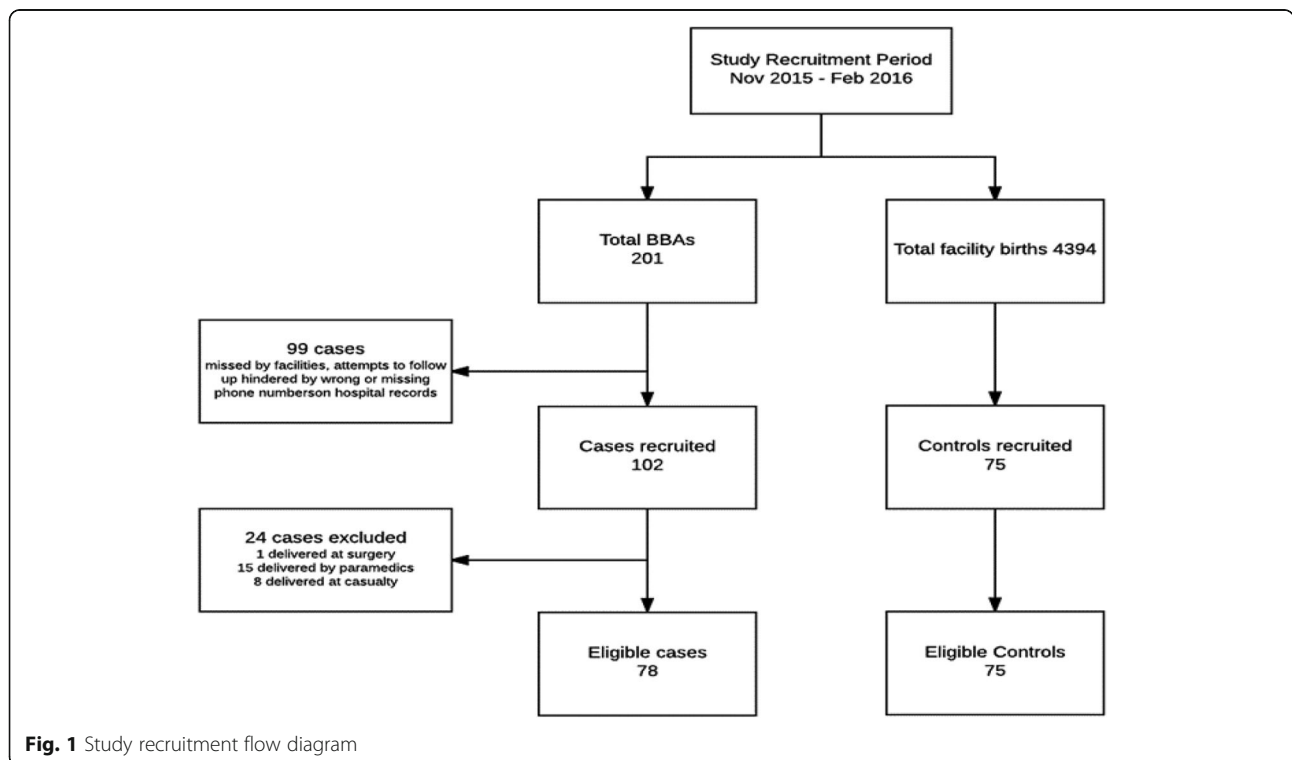 Study Recruitment Period
Nov 2015 - Feb 2016
Total BBAs
201
Total facility births 4394
99 cases
missed by facilities, attempts to follow
up hindered by wrong or missing
phone numberson hospital records
Cases recruited
102
Controls recruited
75
24 cases excluded
1 delivered at surgery
15 delivered by paramedics
8 delivered at casualty
Eligible cases
78
Eligible Controls
75
Fig. 1 Study recruitment flow diagram